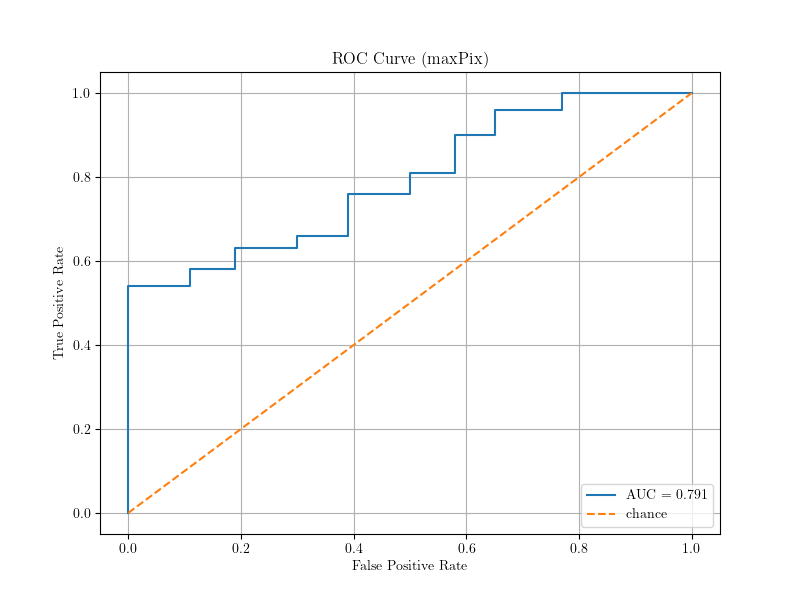 ROC Curve (maxPix)
True Positive Rate
1.0
0.8
0.6
0.4
0.2
0.0
0.0 0.2 0.4 0.6 0.8 1.0
False Positive Rate
AUC = 0.791
chance